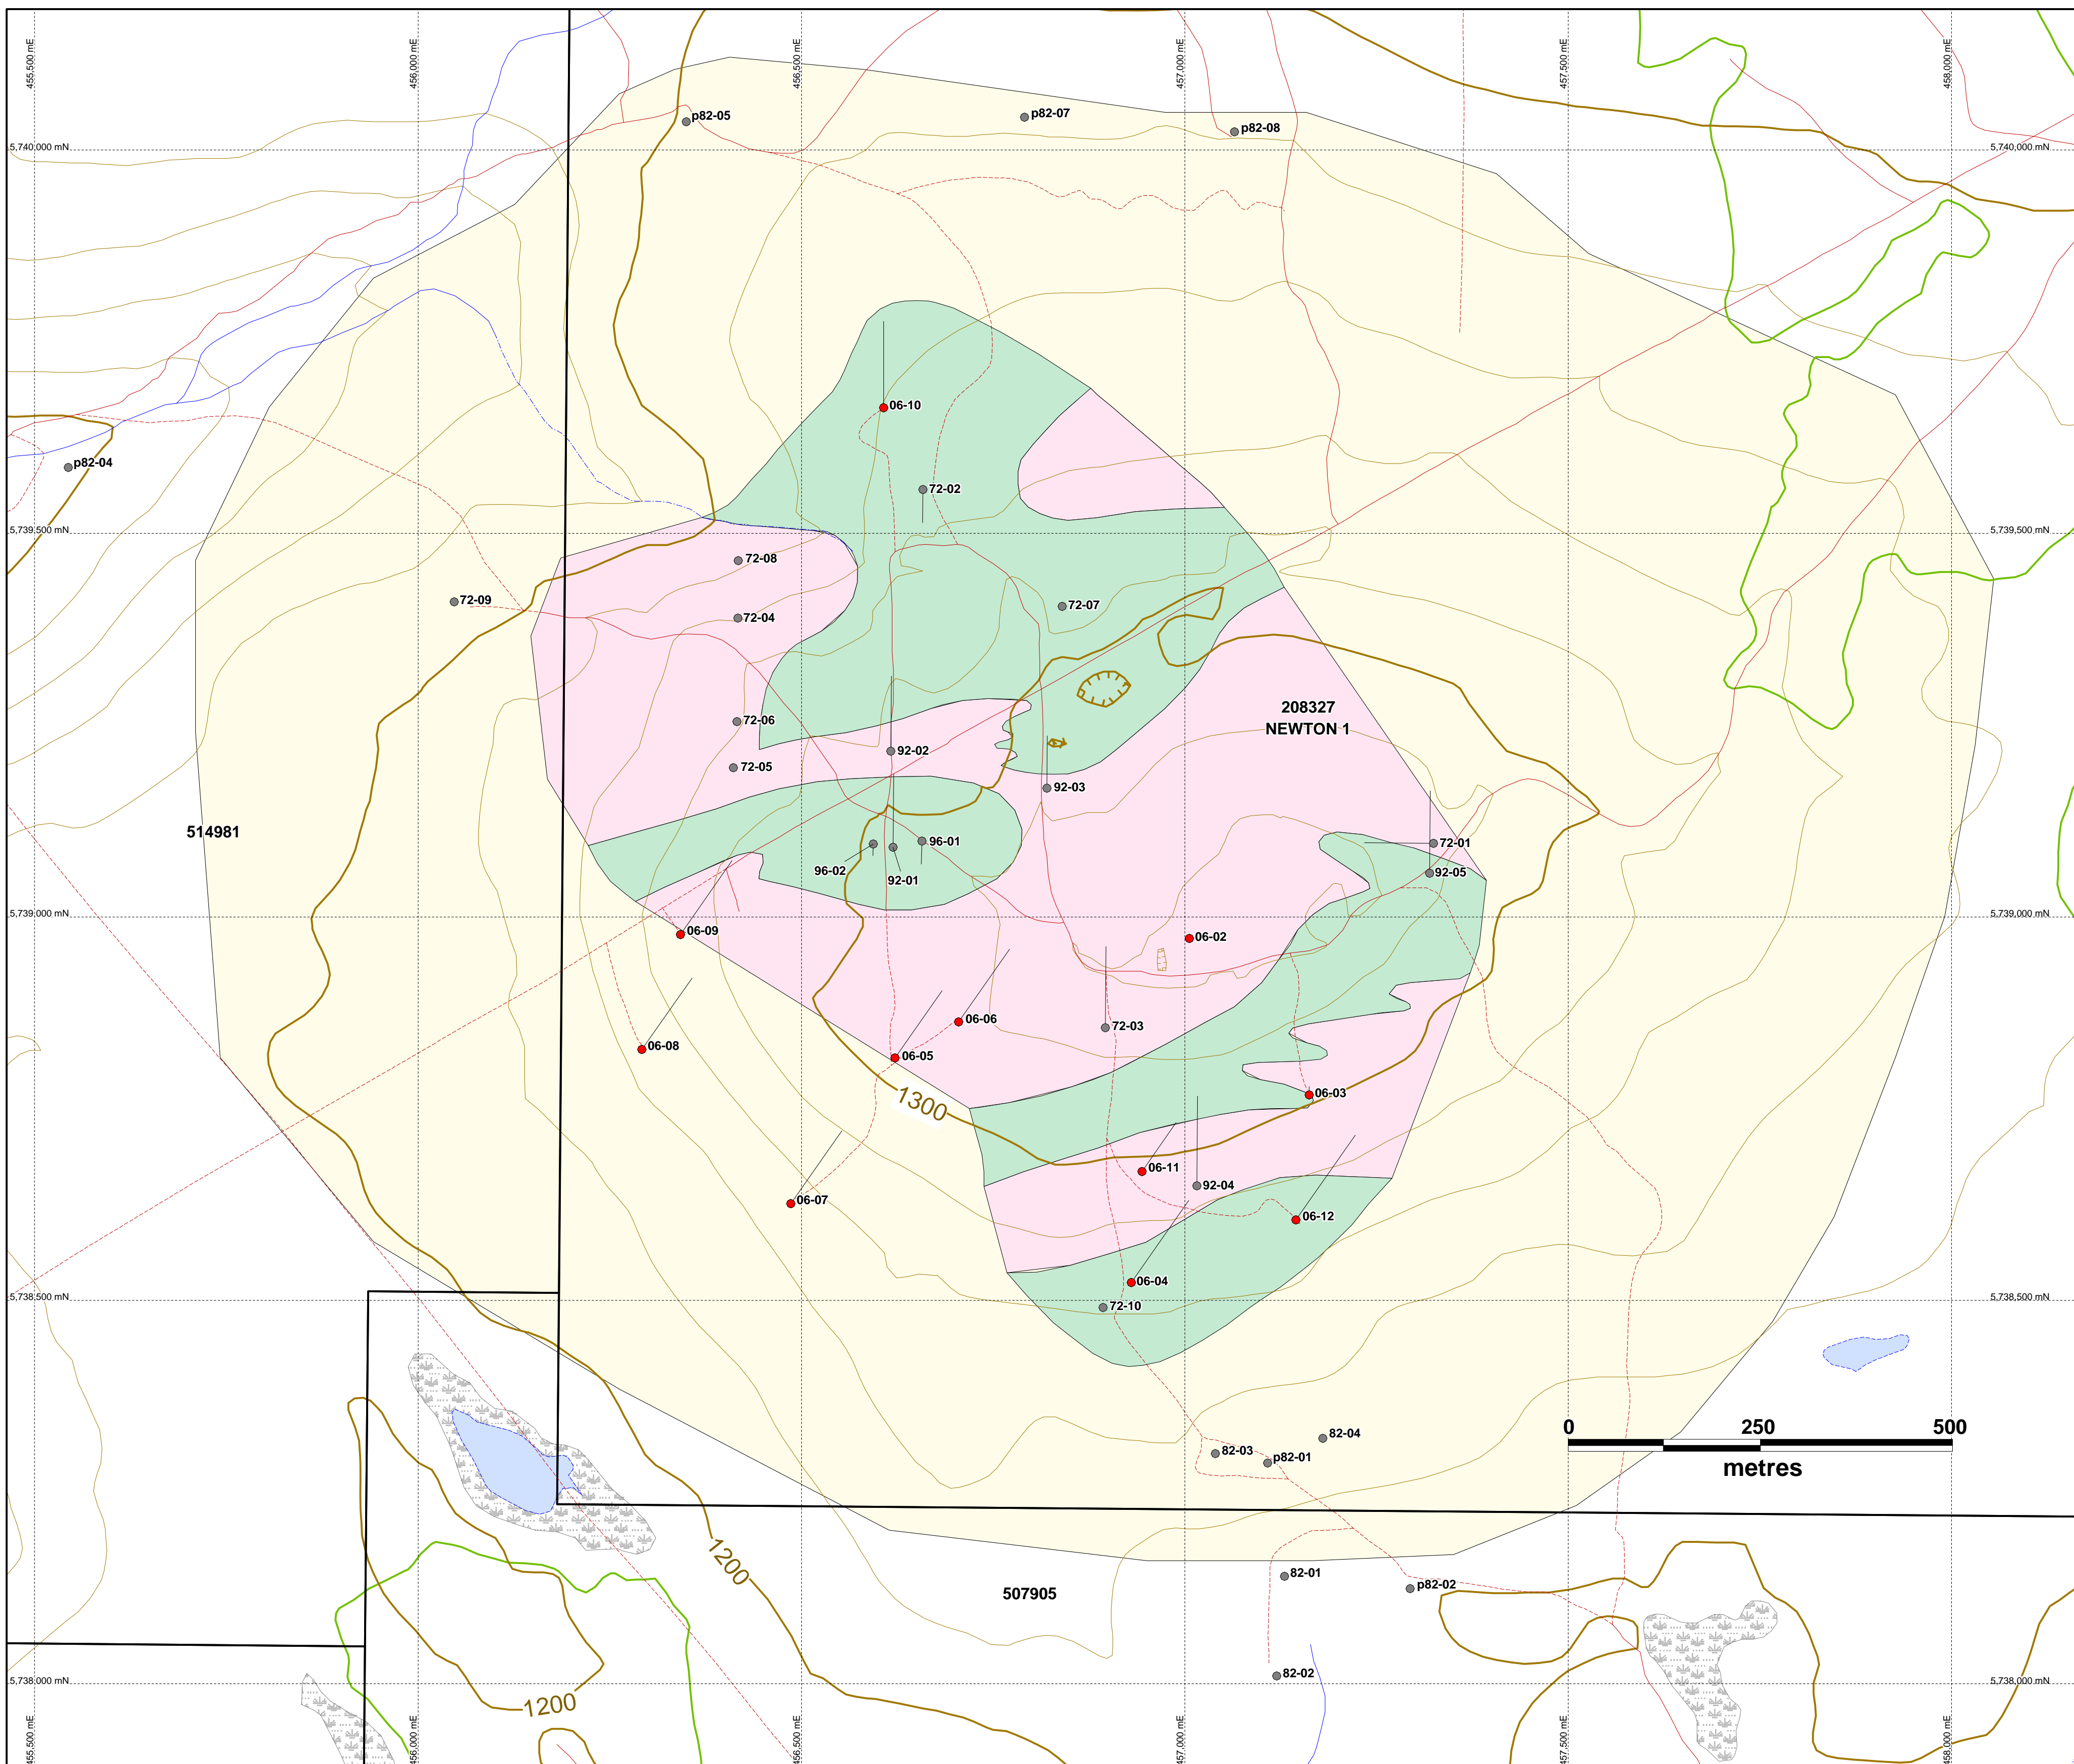 455,500 mE
456,000 mE
456,500 mE
457,000 mE
457,500 mE
458,000 mE
p82-05
p82-07
p82-08
5,740,000 mN
5,740,000 mN
06-10
p82-04
72-02
5,739,500 mN
5,739,500 mN
72-08
72-09
72-04
72-07
208327
NEWTON 1
72-06
92-02
72-05
92-03
514981
96-01
72-01
96-02
92-01
92-05
5,739,000 mN
5,739,000 mN
06-09
06-02
06-06
72-03
06-08
06-05
1300
06-03
06-11
92-04
06-07
06-12
06-04
5,738,500 mN
72-10
5,738,500 mN
0 250 500
metres
82-04
82-03
p82-01
1200
82-01
p82-02
507905
82-02
5,738,000 mN
5,738,000 mN
1200
455,500 mE
456,000 mE
456,500 mE
457,000 mE
457,500 mE
458,000 mE